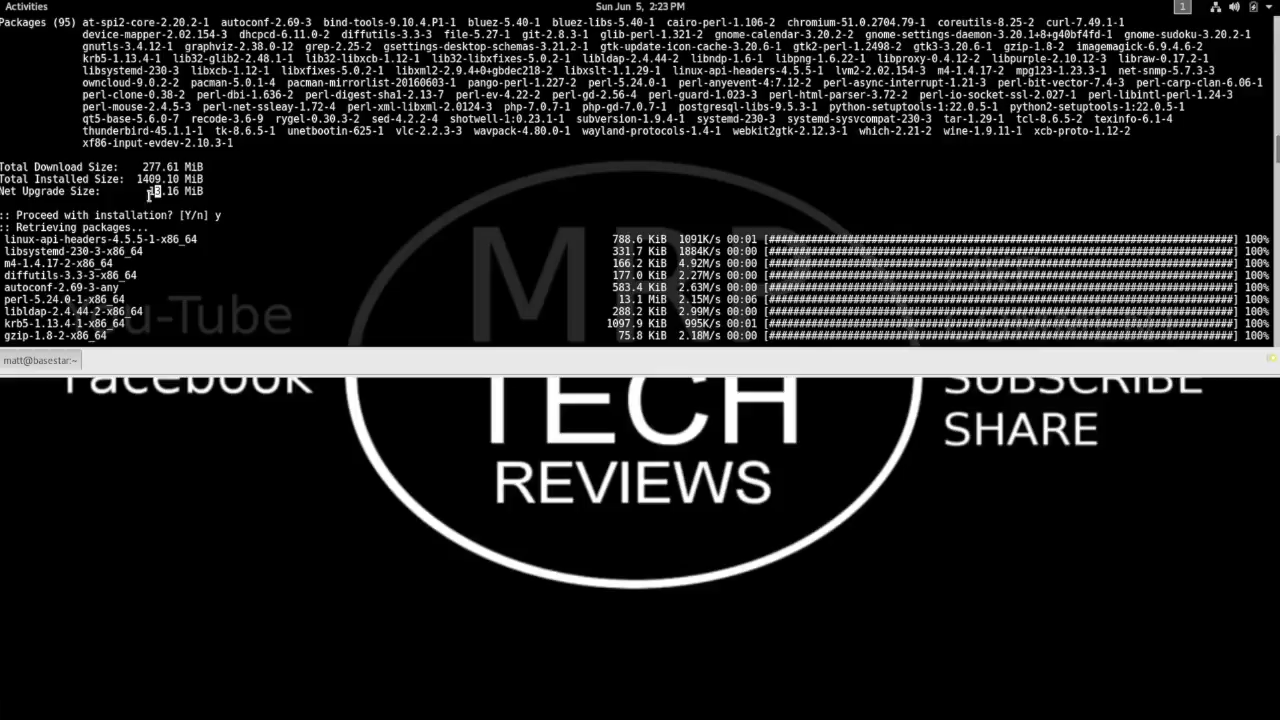 Activities
Sun Jun 5, 2:23 PM
1
Packages (95) at-spi2-core-2.20.2-1 autoconf-2.69-3 bind-tools-9.10.4.P1-1 bluez-5.40-1 bluez-libs-5.40-1 cairo-perl-1.106-2 chromium-51.0.2704.79-1 coreutils-8.25-2 curl-7.49.1-1
device-mapper-2.02.154-3 dhcpcd-6.11.0-2 diffutils-3.3-3 file-5.27-1 git-2.8.3-1 glib-perl-1.321-2 gnome-calendar-3.20.2-2 gnome-settings-daemon-3.20.1+8+g40bf4fd-1 gnome-sudoku-3.20.2-1
gnutls-3.4.12-1 graphviz-2.38.0-12 grep-2.25-2 gsettings-desktop-schemas-3.21.2-1 gtk-update-icon-cache-3.20.6-1 gtk2-perl-1.2498-2 gtk3-3.20.6-1 gzip-1.8-2 imagemagick-6.9.4.6-2
krb5-1.13.4-1 lib32-glib2-2.48.1-1 lib32-libxcb-1.12-1 lib32-libxfixes-5.0.2-1 libldap-2.4.44-2 libndp-1.6-1 libpng-1.6.22-1 libproxy-0.4.12-2 libpurple-2.10.12-3 libraw-0.17.2-1
libsystemd-230-3 libxcb-1.12-1 libxfixes-5.0.2-1 libxml2-2.9.4+0+gbdec218-2 libxslt-1.1.29-1 linux-api-headers-4.5.5-1 lvm2-2.02.154-3 m4-1.4.17-2 mpg123-1.23.3-1 net-snmp-5.7.3-3
owncloud-9.0.2-2 pacman-5.0.1-4 pacman-mirrorlist-20160603-1 pango-perl-1.227-2 perl-5.24.0-1 perl-anyevent-4:7.12-2 perl-async-interrupt-1.21-3 perl-bit-vector-7.4-3 perl-carp-clan-6.06-1
perl-clone-0.38-2 perl-dbi-1.636-2 perl-digest-sha1-2.13-7 perl-ev-4.22-2 perl-gd-2.56-4 perl-guard-1.023-3 perl-html-parser-3.72-2 perl-io-socket-ssl-2.027-1 perl-libintl-perl-1.24-3
perl-mouse-2.4.5-3 perl-net-ssleay-1.72-4 perl-xml-libxml-2.0124-3 php-7.0.7-1 php-gd-7.0.7-1 postgresql-libs-9.5.3-1 python-setuptools-1:22.0.5-1 python2-setuptools-1:22.0.5-1
qt5-base-5.6.0-7 recode-3.6-9 rygel-0.30.3-2 sed-4.2.2-4 shotwell-1:0.23.1-1 subversion-1.9.4-1 systemd-230-3 systemd-sysvcompat-230-3 tar-1.29-1 tcl-8.6.5-2 texinfo-6.1-4
thunderbird-45.1.1-1 tk-8.6.5-1 unetbootin-625-1 vlc-2.2.3-3 wavpack-4.80.0-1 wayland-protocols-1.4-1 webkit2gtk-2.12.3-1 which-2.21-2 wine-1.9.11-1 xcb-proto-1.12-2
xf86-input-evdev-2.10.3-1
Total Download Size: 277.61 MiB
Total Installed Size: 1409.10 MiB
Net Upgrade Size: 13.16 MiB
:: Proceed with installation? [Y/n] y
:: Retrieving packages...
linux-api-headers-4.5.5-1-x86_64 788.6 KiB 1091K/s 00:01 [######################################################################] 100%
libsystemd-230-3-x86_64 331.7 KiB 1884K/s 00:00 [######################################################################] 100%
m4-1.4.17-2-x86_64 166.2 KiB 4.92M/s 00:00 [######################################################################] 100%
diffutils-3.3-3-x86_64 177.0 KiB 2.27M/s 00:00 [######################################################################] 100%
autoconf-2.69-3-any 583.4 KiB 2.63M/s 00:00 [######################################################################] 100%
perl-5.24.0-1-x86_64 13.1 MiB 2.15M/s 00:06 [######################################################################] 100%
libldap-2.4.44-2-x86_64 288.2 KiB 2.99M/s 00:00 [######################################################################] 100%
krb5-1.13.4-1-x86_64 1097.9 KiB 995K/s 00:01 [######################################################################] 100%
gzip-1.8-2-x86_64 75.8 KiB 2.18M/s 00:00 [######################################################################] 100%
matt@basestar:~
Facebook
TECH
REVIEWS
SUBSCRIBE
SHARE